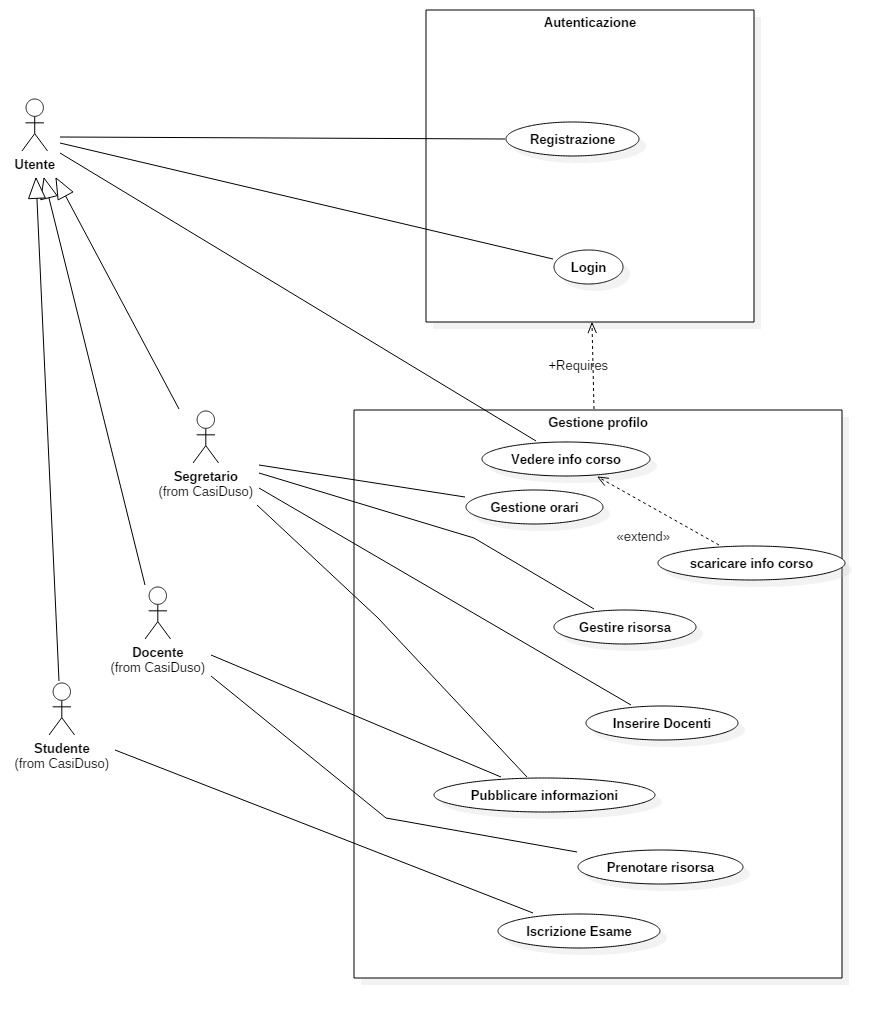 Autenticazione
Registrazione
Utente
Login
+Requires
Gestione profilo
Vedere info corso
Segretario
(from CasiDuso)
Gestione orari
«extend»
scaricare info corso
Gestire risorsa
Docente
(from CasiDuso)
Inserire Docenti
Studente
(from CasiDuso)
Pubblicare informazioni
Prenotare risorsa
Iscrizione Esame